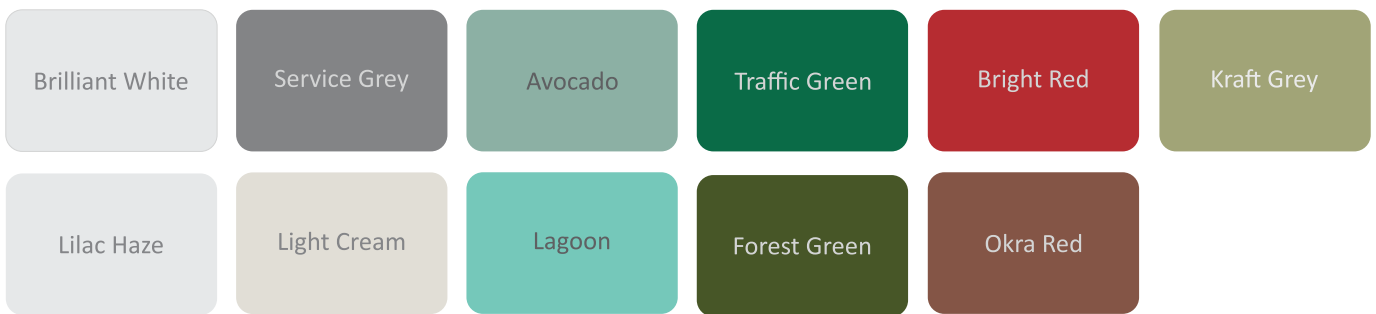 Brilliant White
Service Grey
Avocado
Traffic Green
Bright Red
Kraft Grey
Lilac Haze
Light Cream
Lagoon
Forest Green
Okra Red